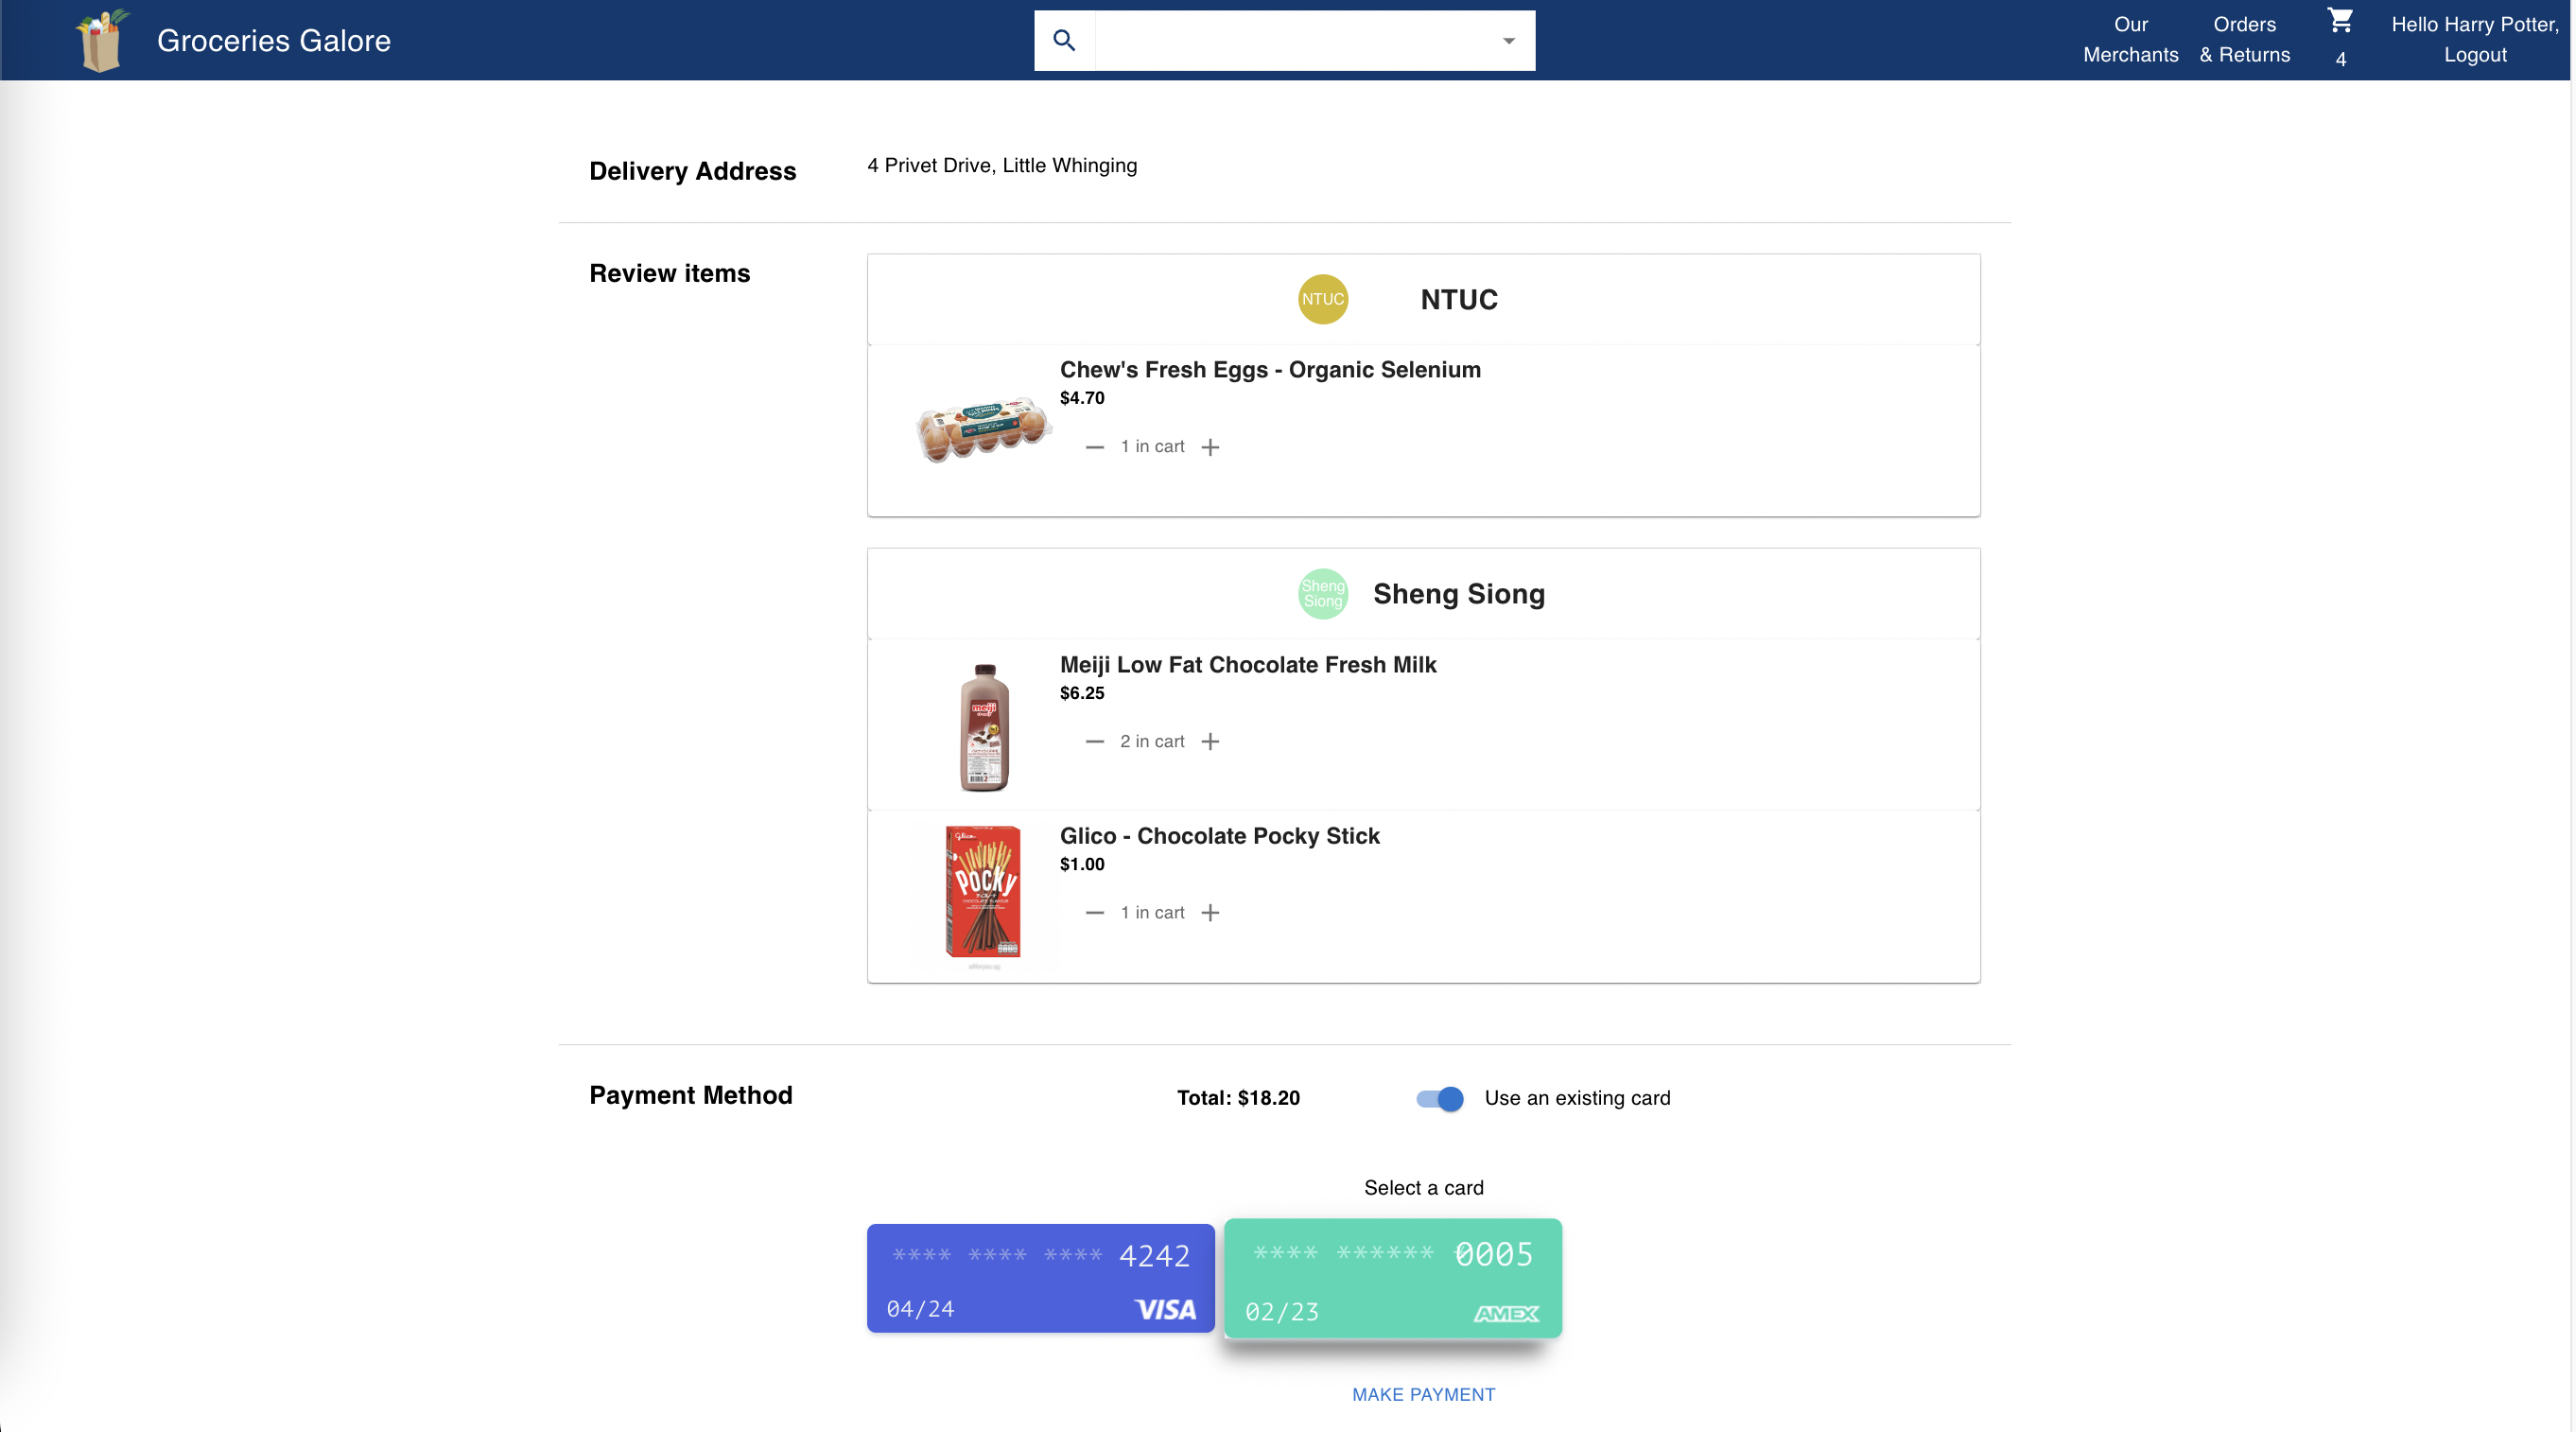 Groceries Galore
Our
Merchants
Orders
& Returns
4
Hello Harry Potter,
Logout
Delivery Address
4 Privet Drive, Little Whinging
Review items
NTUC
NTUC
Chew's Fresh Eggs - Organic Selenium
$4.70
1 in cart
Sheng
Siong
Sheng Siong
Meiji Low Fat Chocolate Fresh Milk
$6.25
meiji
2 in cart
Glico - Chocolate Pocky Stick
$1.00
Glico
POCKY
1 in cart
Payment Method
Total: $18.20
Use an existing card
Select a card
**** **** **** 4242
04/24
VISA
**** ****** *0005
02/23
AMEX
MAKE PAYMENT